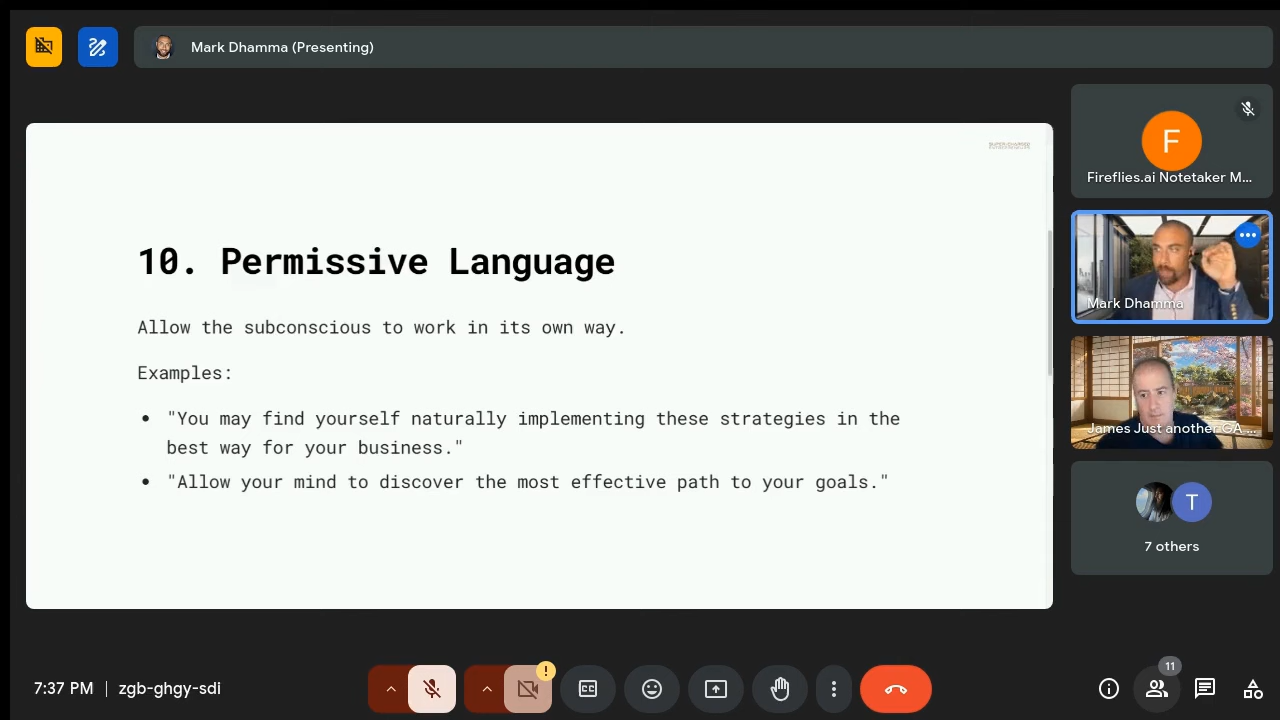 Mark Dhamma (Presenting)
10. Permissive Language
Allow the subconscious to work in its own way.
Examples:
• "You may find yourself naturally implementing these strategies in the
best way for your business."
• "Allow your mind to discover the most effective path to your goals."
F
Fireflies.ai Notetaker M...
Mark Dhamma
James Just another GA ...
T
7 others
7:37 PM | zgb-ghgy-sdi
!
CC
11